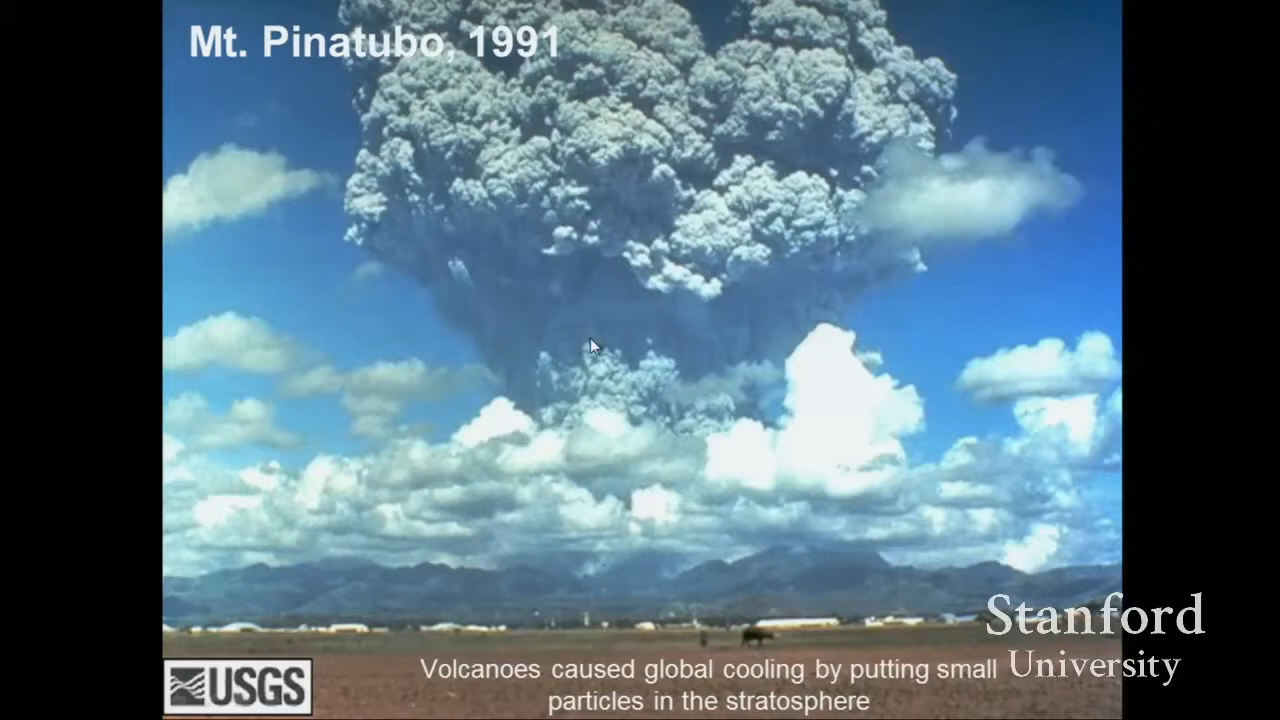 Mt. Pinatubo, 1991
Stanford
University
Volcanoes caused global cooling by putting small
particles in the stratosphere
USGS